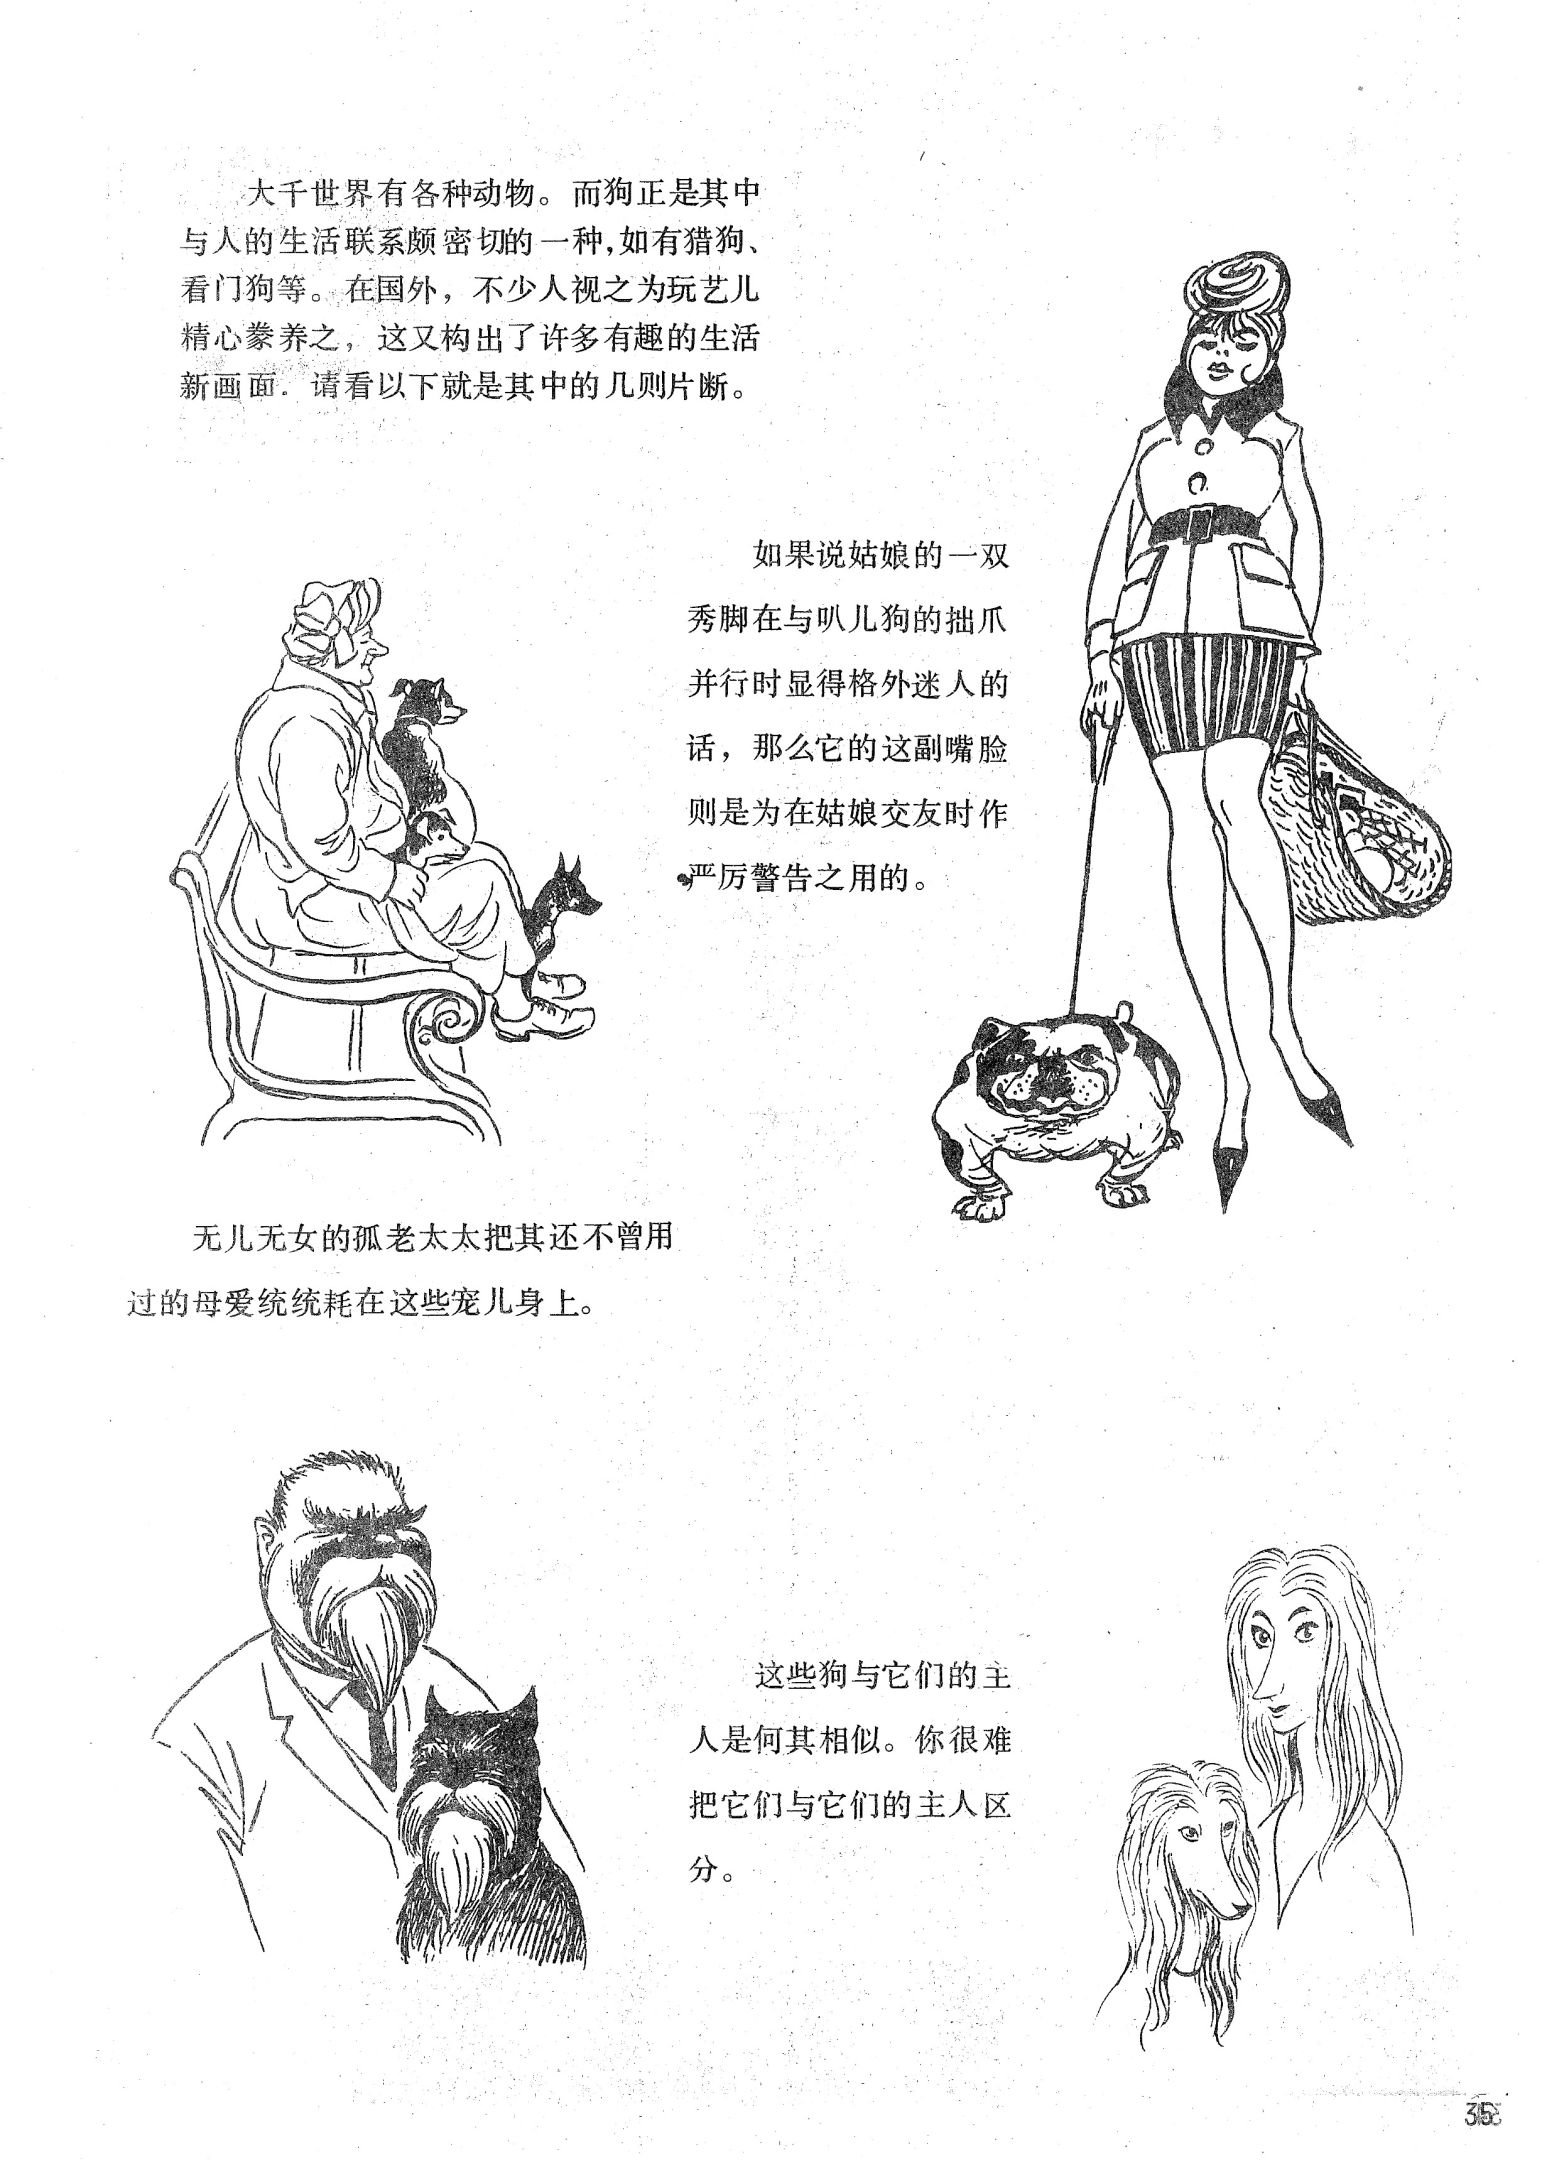 大千世界有各种动物。而狗正是其中
与人的生活联系颇密切的一种，如有猎狗、
看门狗等。在国外，不少人视之为玩艺儿
精心豢养之，这又构出了许多有趣的生活
新画面．请看以下就是其中的几则片断。
如果说姑娘的一双
秀脚在与叭儿狗的拙爪
并行时显得格外迷人的
话，那么它的这副嘴脸
则是为在姑娘交友时作
严厉警告之用的。
无儿无女的孤老太太把其还不曾用
过的母爱统统耗在这些宠儿身上。
这些狗与它们的主
人是何其相似。你很难
把它们与它们的主人区
分。
35